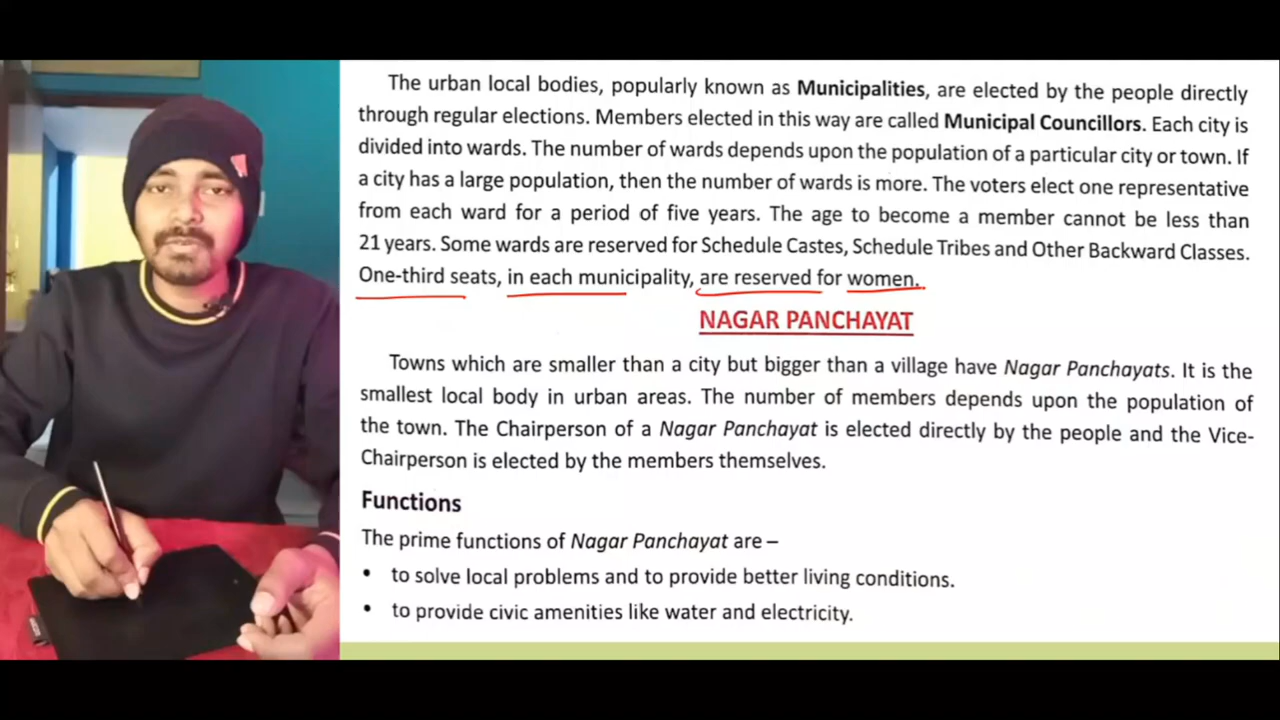 The urban local bodies, popularly known as Municipalities, are elected by the people directly
through regular elections. Members elected in this way are called Municipal Councillors. Each city is
divided into wards. The number of wards depends upon the population of a particular city or town. If
a city has a large population, then the number of wards is more. The voters elect one representative
from each ward for a period of five years. The age to become a member cannot be less than
21 years. Some wards are reserved for Schedule Castes, Schedule Tribes and Other Backward Classes.
One-third seats, in each municipality, are reserved for women.
NAGAR PANCHAYAT
Towns which are smaller than a city but bigger than a village have Nagar Panchayats. It is the
smallest local body in urban areas. The number of members depends upon the population of
the town. The Chairperson of a Nagar Panchayat is elected directly by the people and the Vice-
Chairperson is elected by the members themselves.
Functions
The prime functions of Nagar Panchayat are –
• to solve local problems and to provide better living conditions.
• to provide civic amenities like water and electricity.